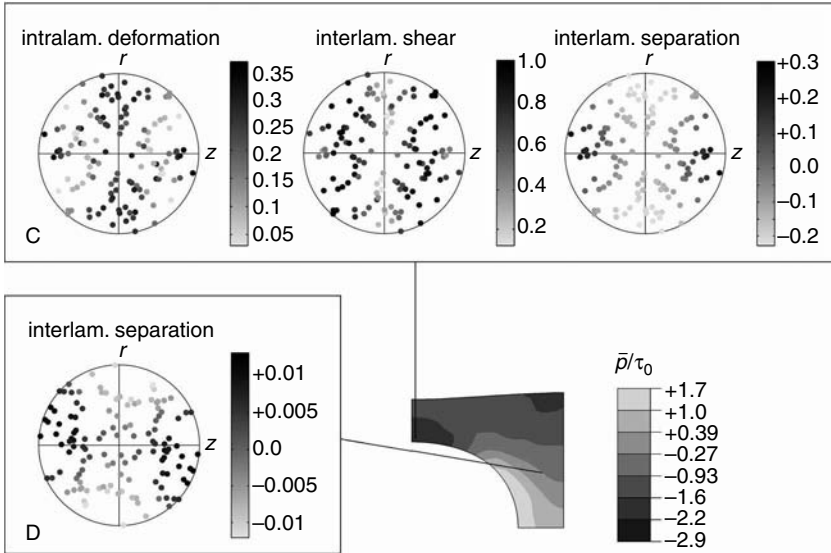 intralam. deformation
r
z
0.35
0.3
0.25
0.2
0.15
0.1
0.05
C
interlam. shear
r
z
1.0
0.8
0.6
0.4
0.2
interlam. separation
r
z
+0.3
+0.2
+0.1
0.0
−0.1
−0.2
interlam. separation
r
z
+0.01
+0.005
0.0
−0.005
−0.01
D
p̄/τ0
+1.7
+1.0
+0.39
−0.27
−0.93
−1.6
−2.2
−2.9